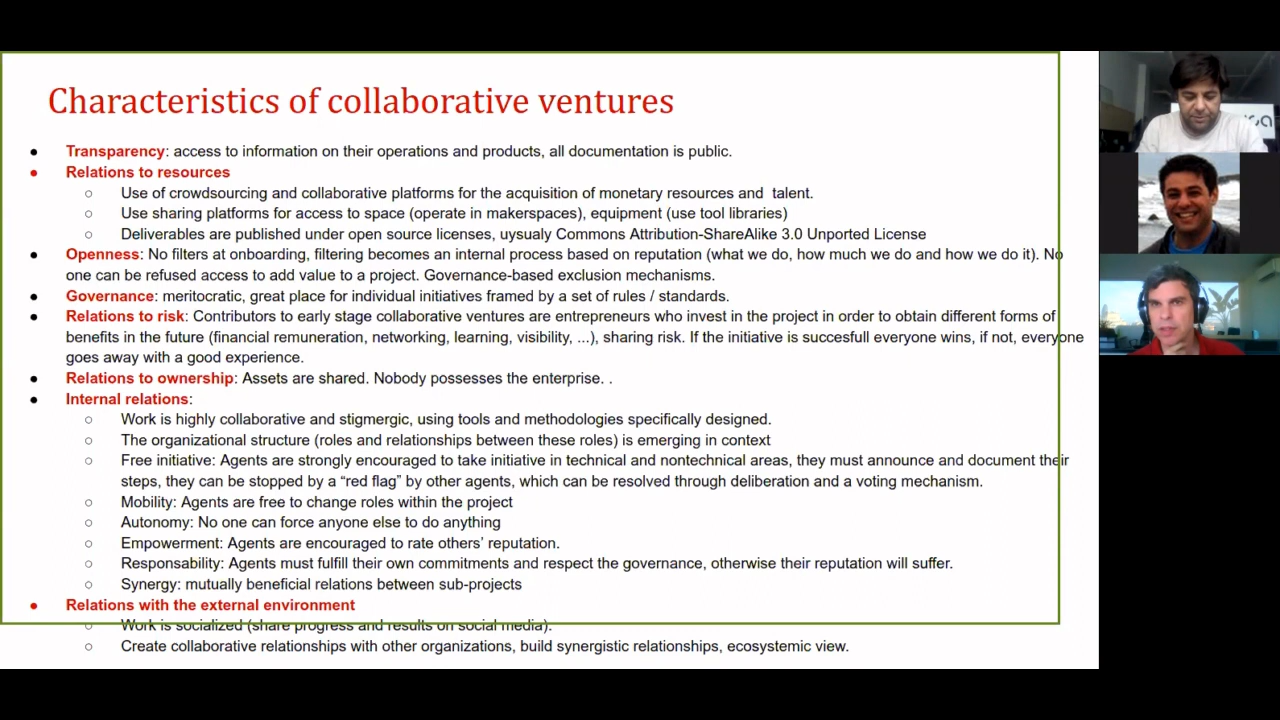 Characteristics of collaborative ventures
● Transparency: access to information on their operations and products, all documentation is public.
● Relations to resources
○ Use of crowdsourcing and collaborative platforms for the acquisition of monetary resources and talent.
○ Use sharing platforms for access to space (operate in makerspaces), equipment (use tool libraries)
○ Deliverables are published under open source licenses, uysualy Commons Attribution-ShareAlike 3.0 Unported License
● Openness: No filters at onboarding, filtering becomes an internal process based on reputation (what we do, how much we do and how we do it). No
one can be refused access to add value to a project. Governance-based exclusion mechanisms.
● Governance: meritocratic, great place for individual initiatives framed by a set of rules / standards.
● Relations to risk: Contributors to early stage collaborative ventures are entrepreneurs who invest in the project in order to obtain different forms of
benefits in the future (financial remuneration, networking, learning, visibility, ...), sharing risk. If the initiative is succesfull everyone wins, if not, everyone
goes away with a good experience.
● Relations to ownership: Assets are shared. Nobody possesses the enterprise. .
● Internal relations:
○ Work is highly collaborative and stigmergic, using tools and methodologies specifically designed.
○ The organizational structure (roles and relationships between these roles) is emerging in context
○ Free initiative: Agents are strongly encouraged to take initiative in technical and nontechnical areas, they must announce and document their
steps, they can be stopped by a “red flag” by other agents, which can be resolved through deliberation and a voting mechanism.
○ Mobility: Agents are free to change roles within the project
○ Autonomy: No one can force anyone else to do anything
○ Empowerment: Agents are encouraged to rate others’ reputation.
○ Responsability: Agents must fulfill their own commitments and respect the governance, otherwise their reputation will suffer.
○ Synergy: mutually beneficial relations between sub-projects
● Relations with the external environment
○ Work is socialized (share progress and results on social media).
○ Create collaborative relationships with other organizations, build synergistic relationships, ecosystemic view.